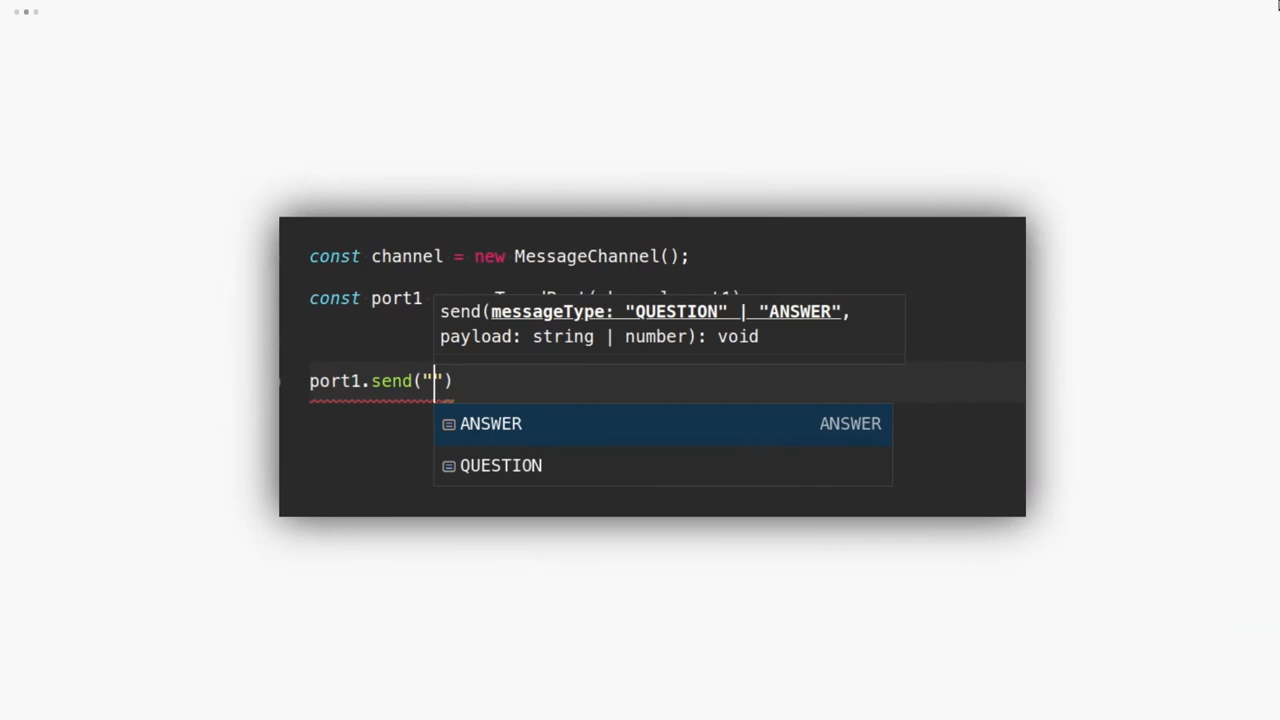 const channel = new MessageChannel();
const port1
send(messageType: "QUESTION" | "ANSWER",
payload: string | number): void
port1.send("")
ANSWER ANSWER
QUESTION